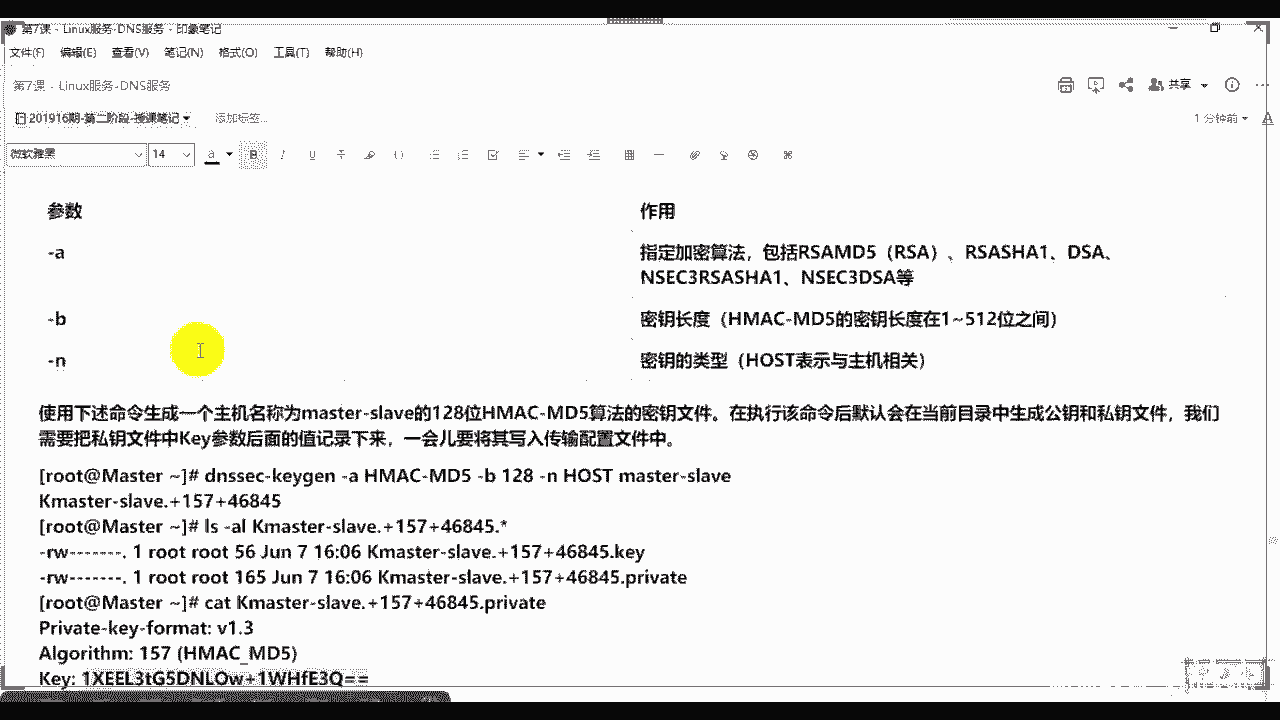 第7课 - Linux服务-DNS服务 - 印象笔记
文件(F) 编辑(E) 查看(V) 笔记(N) 格式(O) 工具(T) 帮助(H)
第7课 - Linux服务-DNS服务
共享
201916期-第二阶段-授课笔记 添加标签...
1 分钟前
微软雅黑 14
参数 作用
-a 指定加密算法，包括RSAMD5（RSA）、RSASHA1、DSA、
NSEC3RSASHA1、NSEC3DSA等
-b 密钥长度（HMAC-MD5的密钥长度在1~512位之间）
-n 密钥的类型（HOST表示与主机相关）
使用下述命令生成一个主机名称为master-slave的128位HMAC-MD5算法的密钥文件。在执行该命令后默认会在当前目录中生成公钥和私钥文件，我们
需要把私钥文件中Key参数后面的值记录下来，一会儿要将其写入传输配置文件中。
[root@Master ~]# dnssec-keygen -a HMAC-MD5 -b 128 -n HOST master-slave
Kmaster-slave.+157+46845
[root@Master ~]# ls -al Kmaster-slave.+157+46845.*
-rw-------. 1 root root 56 Jun 7 16:06 Kmaster-slave.+157+46845.key
-rw-------. 1 root root 165 Jun 7 16:06 Kmaster-slave.+157+46845.private
[root@Master ~]# cat Kmaster-slave.+157+46845.private
Private-key-format: v1.3
Algorithm: 157 (HMAC_MD5)
Key: 1XEEL3tG5DNLOw+1WHfE3Q==